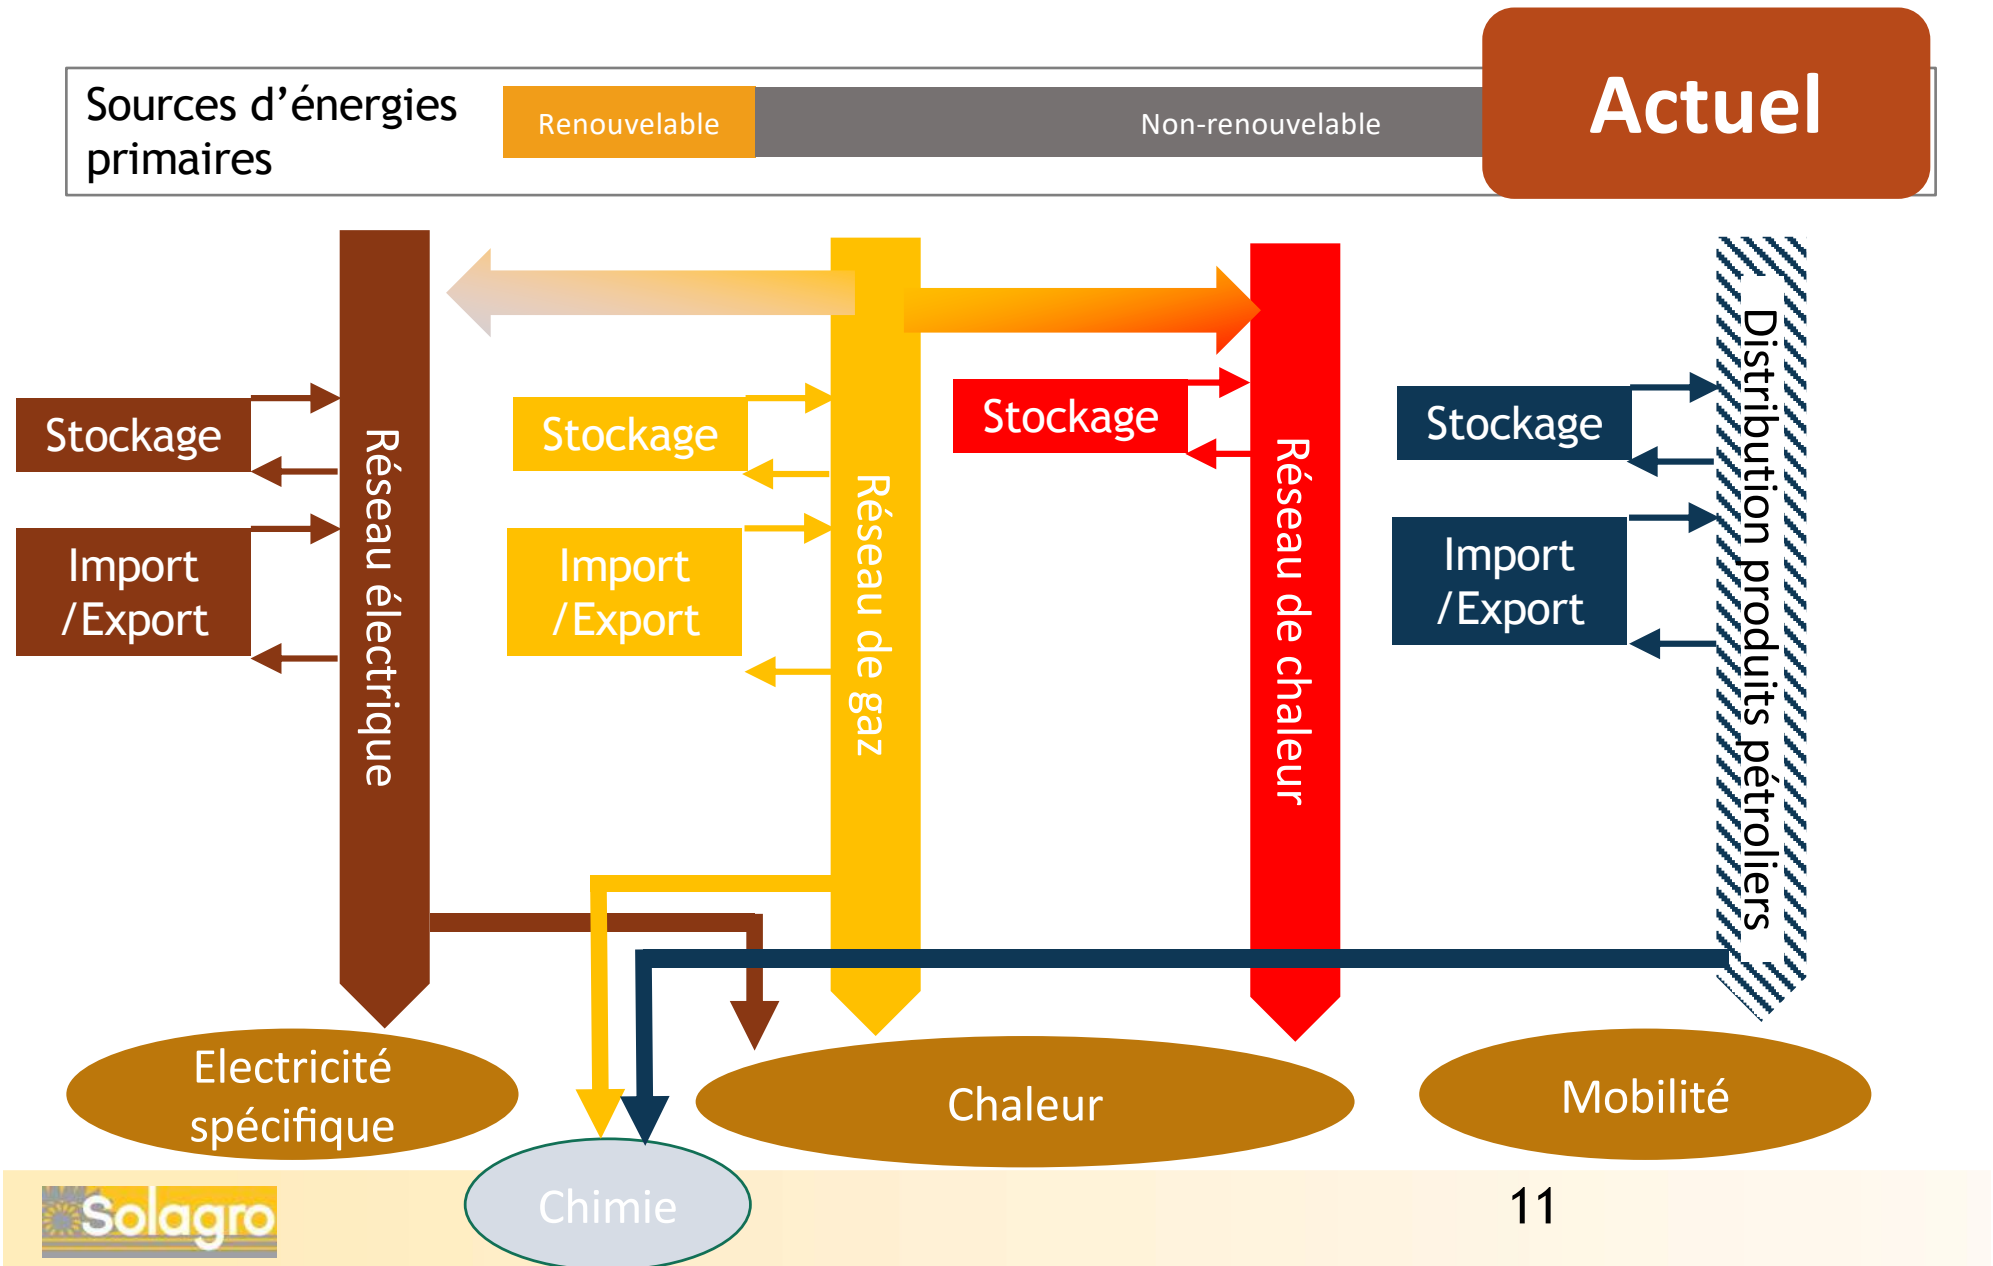 Sources d’énergies
primaires
Renouvelable
Non-renouvelable
Actuel
Stockage
Import
/Export
Réseau électrique
Stockage
Import
/Export
Réseau de gaz
Stockage
Réseau de chaleur
Stockage
Import
/Export
Distribution produits pétroliers
Electricité
spécifique
Chaleur
Mobilité
Chimie
Solagro
11